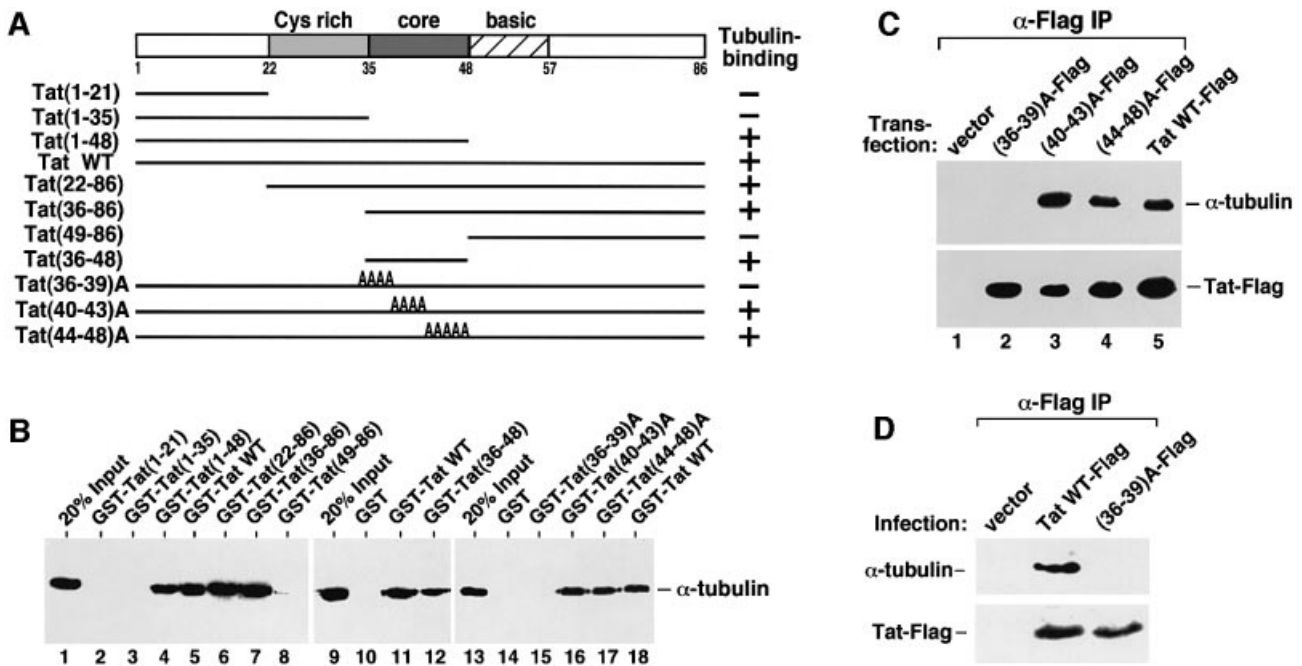 A
Cys rich core basic Tubulin-
binding
1 22 35 48 57 86
Tat(1-21) −
Tat(1-35) −
Tat(1-48) +
Tat WT +
Tat(22-86) +
Tat(36-86) +
Tat(49-86) −
Tat(36-48) +
AAAA
Tat(36-39)A −
AAAA
Tat(40-43)A +
AAAAA
Tat(44-48)A +
B
20% Input
GST-Tat(1-21)
GST-Tat(1-35)
GST-Tat(1-48)
GST-Tat WT
GST-Tat(22-86)
GST-Tat(36-86)
GST-Tat(49-86)
20% Input
GST
GST-Tat WT
GST-Tat(36-48)
20% Input
GST
GST-Tat(36-39)A
GST-Tat(40-43)A
GST-Tat(44-48)A
GST-Tat WT
α-tubulin
1 2 3 4 5 6 7 8 9 10 11 12 13 14 15 16 17 18
C
α-Flag IP
Trans-
fection:
vector
(36-39)A-Flag
(40-43)A-Flag
(44-48)A-Flag
Tat WT-Flag
α-tubulin
Tat-Flag
1 2 3 4 5
D
α-Flag IP
Infection:
vector
Tat WT-Flag
(36-39)A-Flag
α-tubulin
Tat-Flag